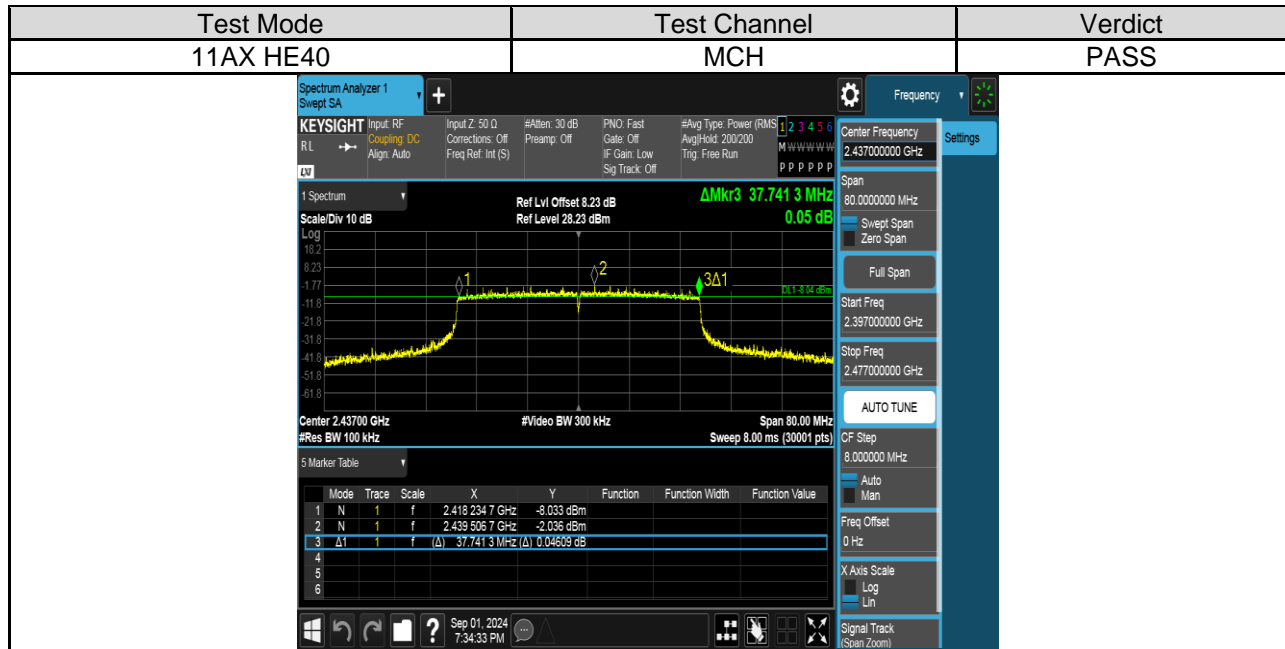 Test Mode Test Channel Verdict
11AX HE40 MCH PASS
Spectrum Analyzer 1
Swept SA
+
Frequency
KEYSIGHT Input: RF Input Z: 50 Ω #Atten: 30 dB PNO: Fast #Avg Type: Power (RMS 1 2 3 4 5 6
RL Coupling: DC Corrections: Off Preamp: Off Gate: Off Avg|Hold: 200/200 M W W W W W
Align: Auto Freq Ref: Int (S) IF Gain: Low Trig: Free Run
LXI Sig Track: Off P P P P P P
Center Frequency
2.437000000 GHz
Settings
Span
80.0000000 MHz
Swept Span
Zero Span
Full Span
Start Freq
2.397000000 GHz
Stop Freq
2.477000000 GHz
AUTO TUNE
CF Step
8.000000 MHz
Auto
Man
Freq Offset
0 Hz
X Axis Scale
Log
Lin
Signal Track
(Span Zoom)
1 Spectrum
Ref Lvl Offset 8.23 dB ΔMkr3 37.741 3 MHz
Scale/Div 10 dB Ref Level 28.23 dBm 0.05 dB
Log
18.2
8.23
-1.77
-11.8
-21.8
-31.8
-41.8
-51.8
-61.8
1
2
3Δ1
DL1 -8.04 dBm
Center 2.43700 GHz #Video BW 300 kHz Span 80.00 MHz
#Res BW 100 kHz Sweep 8.00 ms (30001 pts)
5 Marker Table
Mode Trace Scale X Y Function Function Width Function Value
1 N 1 f 2.418 234 7 GHz -8.033 dBm
2 N 1 f 2.439 506 7 GHz -2.036 dBm
3 Δ1 1 f (Δ) 37.741 3 MHz (Δ) 0.04609 dB
4
5
6
?
Sep 01, 2024
7:34:33 PM